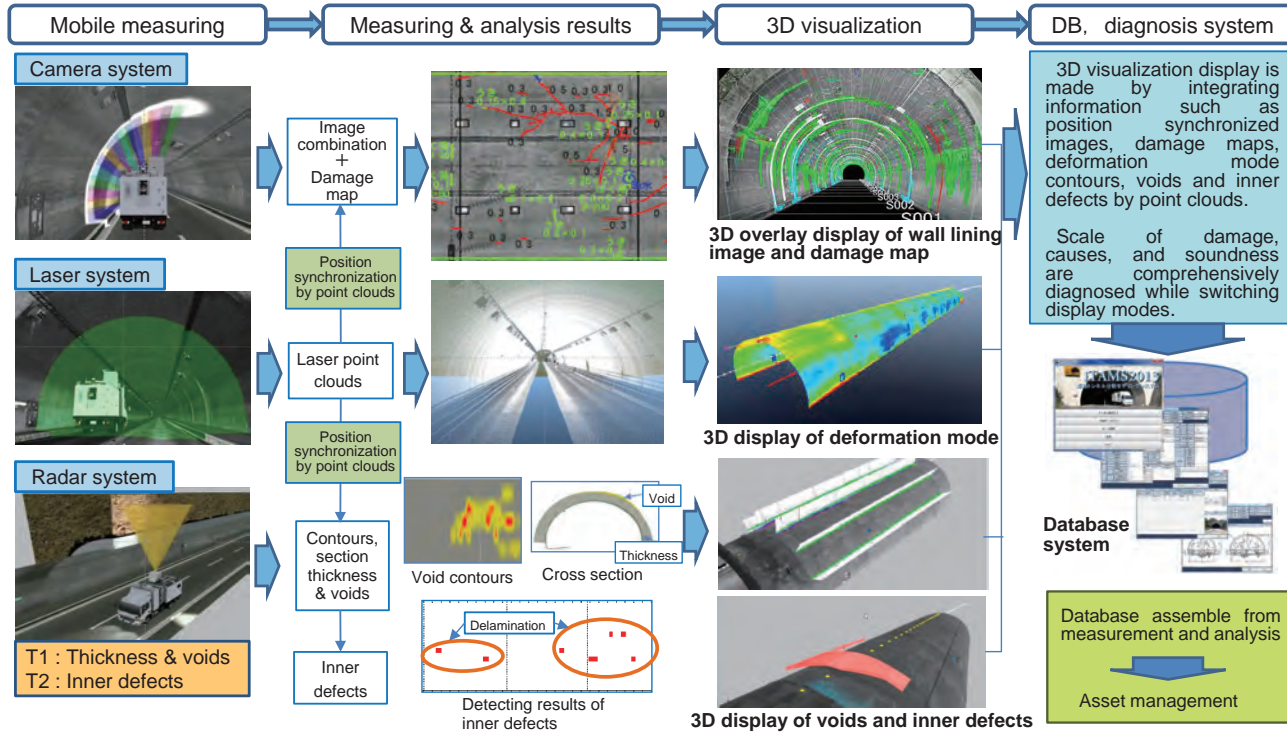 Mobile measuring
Measuring & analysis results
3D visualization
DB, diagnosis system
Camera system
Image
combination
+
Damage
map
3D overlay display of wall lining
image and damage map
S002
S001
Position
synchronization
by point clouds
Laser system
Laser point
clouds
3D display of deformation mode
Position
synchronization
by point clouds
Radar system
T1 : Thickness & voids
T2 : Inner defects
Contours,
section
thickness
& voids
Inner
defects
Void contours
Void
Thickness
Cross section
Delamination
Detecting results of
inner defects
3D display of voids and inner defects
3D visualization display is
made by integrating
information such as
position synchronized
images, damage maps,
deformation mode
contours, voids and inner
defects by point clouds.
Scale of damage,
causes, and soundness
are comprehensively
diagnosed while switching
display modes.
iTPAMS2013
Database
system
Database assemble from
measurement and analysis
Asset management